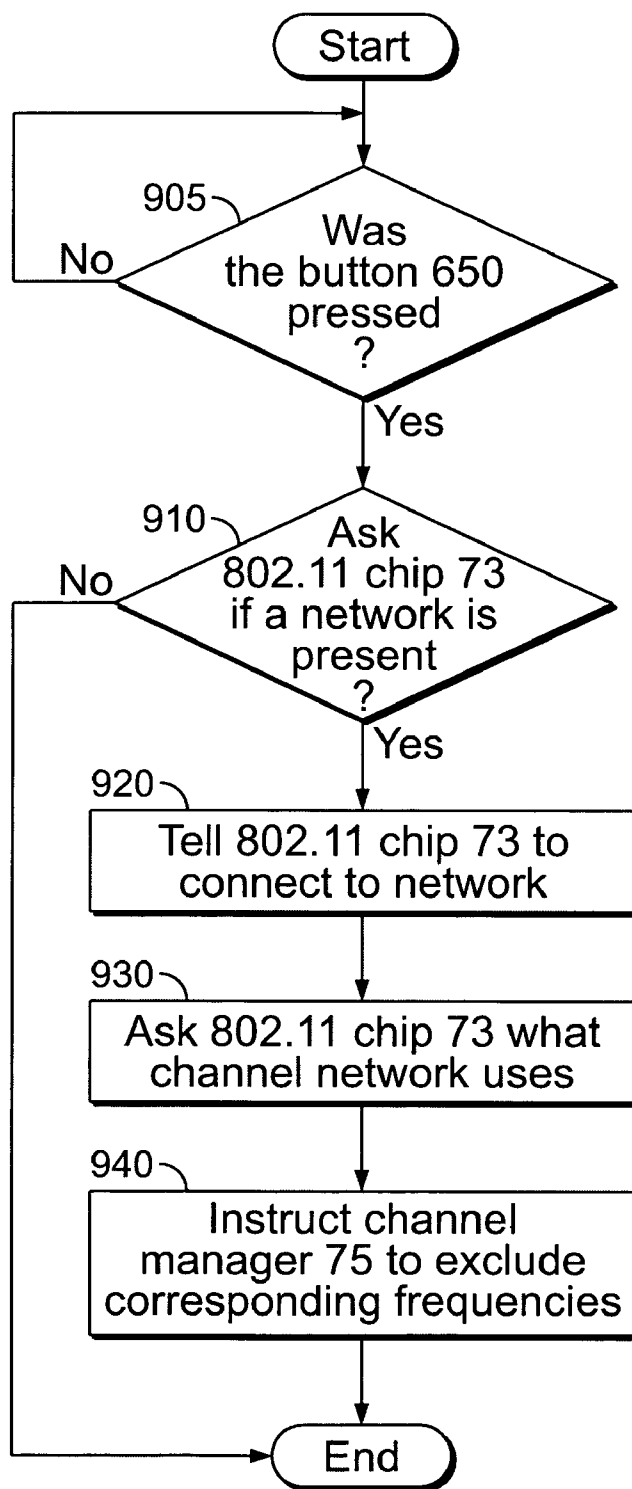 Start
905
No
Was
the button 650
pressed
?
Yes
910
No
Ask
802.11 chip 73
if a network is
present
?
Yes
920
Tell 802.11 chip 73 to
connect to network
930
Ask 802.11 chip 73 what
channel network uses
940
Instruct channel
manager 75 to exclude
corresponding frequencies
End